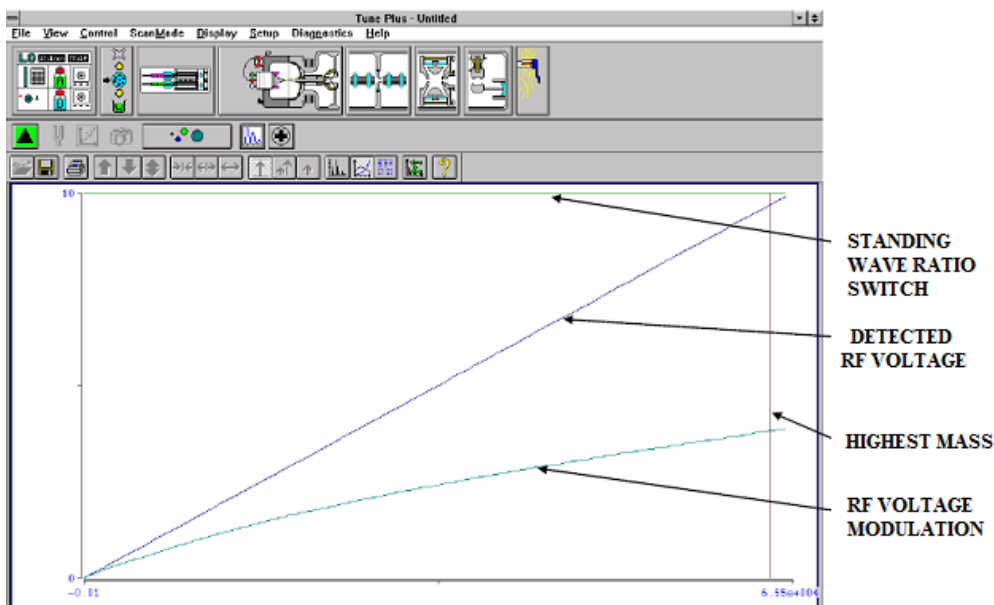 Tune Plus - Untitled
File View Control ScanMode Display Setup Diagnostics Help
10
STANDING
WAVE RATIO
SWITCH
DETECTED
RF VOLTAGE
HIGHEST MASS
RF VOLTAGE
MODULATION
0
-0.01 6.55e+004